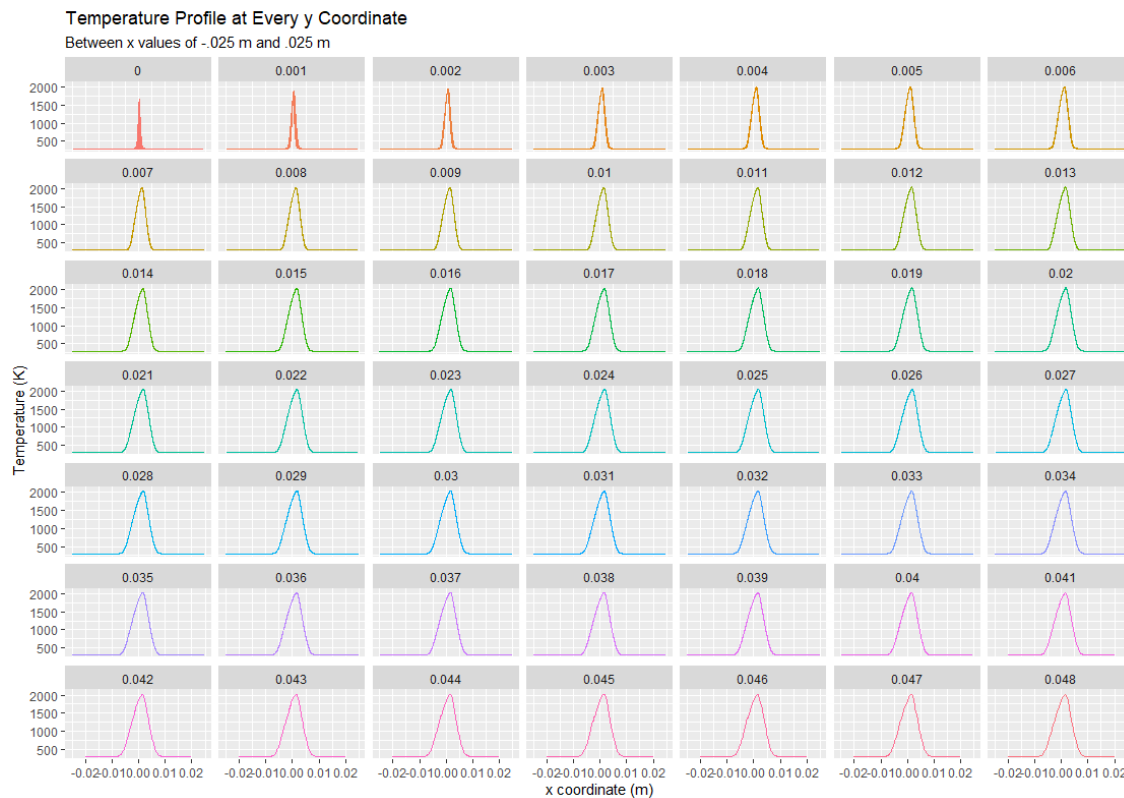 Temperature Profile at Every y Coordinate
Between x values of -.025 m and .025 m
0 0.001 0.002 0.003 0.004 0.005 0.006
2000
1500
1000
500
0.007 0.008 0.009 0.01 0.011 0.012 0.013
2000
1500
1000
500
0.014 0.015 0.016 0.017 0.018 0.019 0.02
2000
1500
1000
500
0.021 0.022 0.023 0.024 0.025 0.026 0.027
2000
1500
1000
500
Temperature (K)
0.028 0.029 0.03 0.031 0.032 0.033 0.034
2000
1500
1000
500
0.035 0.036 0.037 0.038 0.039 0.04 0.041
2000
1500
1000
500
0.042 0.043 0.044 0.045 0.046 0.047 0.048
2000
1500
1000
500
-0.02-0.010.00 0.01 0.02 -0.02-0.010.00 0.01 0.02 -0.02-0.010.00 0.01 0.02 -0.02-0.010.00 0.01 0.02 -0.02-0.010.00 0.01 0.02 -0.02-0.010.00 0.01 0.02 -0.02-0.010.00 0.01 0.02
x coordinate (m)